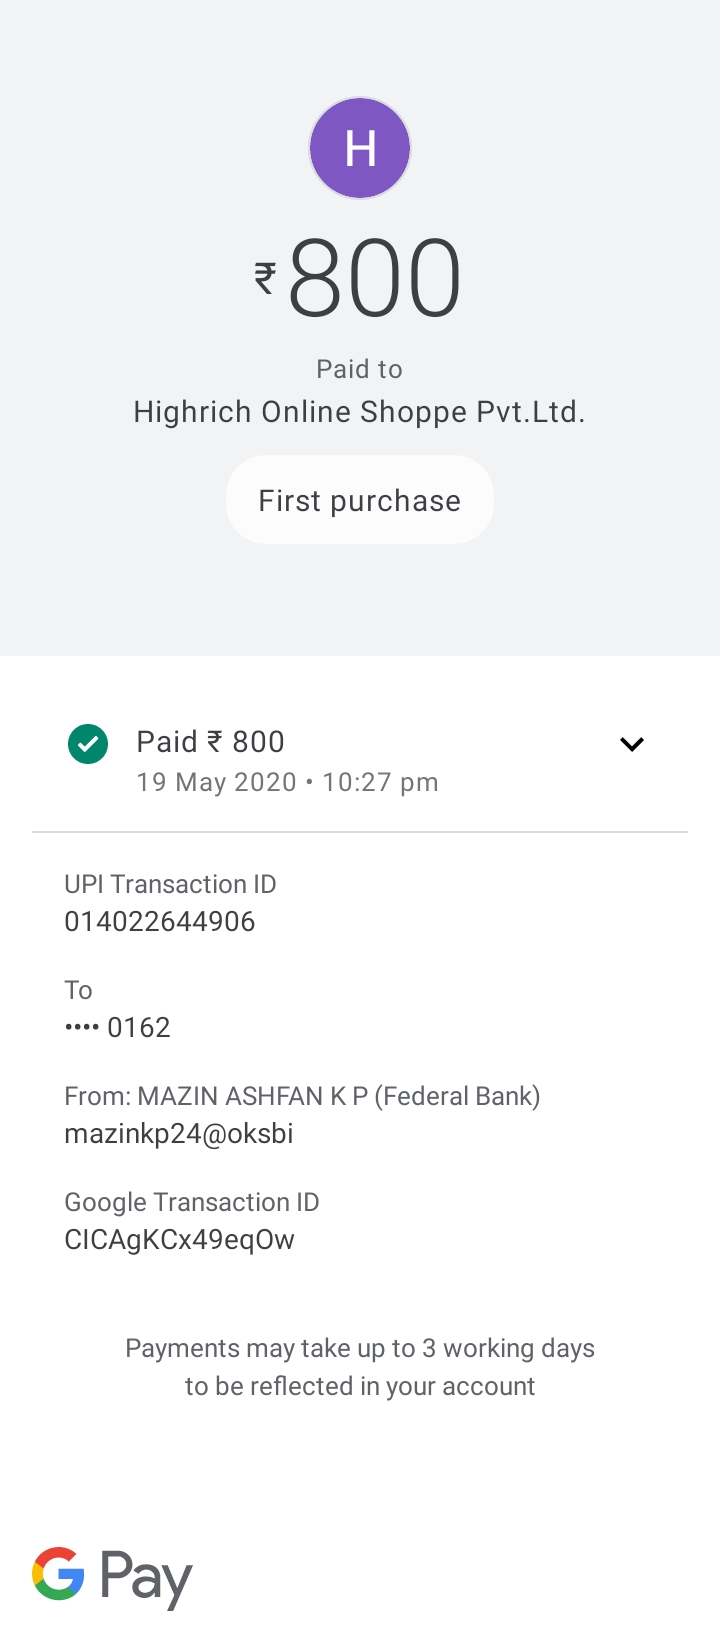 H
₹800
Paid to
Highrich Online Shoppe Pvt.Ltd.
First purchase
Paid ₹ 800
19 May 2020 • 10:27 pm
UPI Transaction ID
014022644906
To
•••• 0162
From: MAZIN ASHFAN K P (Federal Bank)
mazinkp24@oksbi
Google Transaction ID
CICAgKCx49eqOw
Payments may take up to 3 working days
to be reflected in your account
G Pay